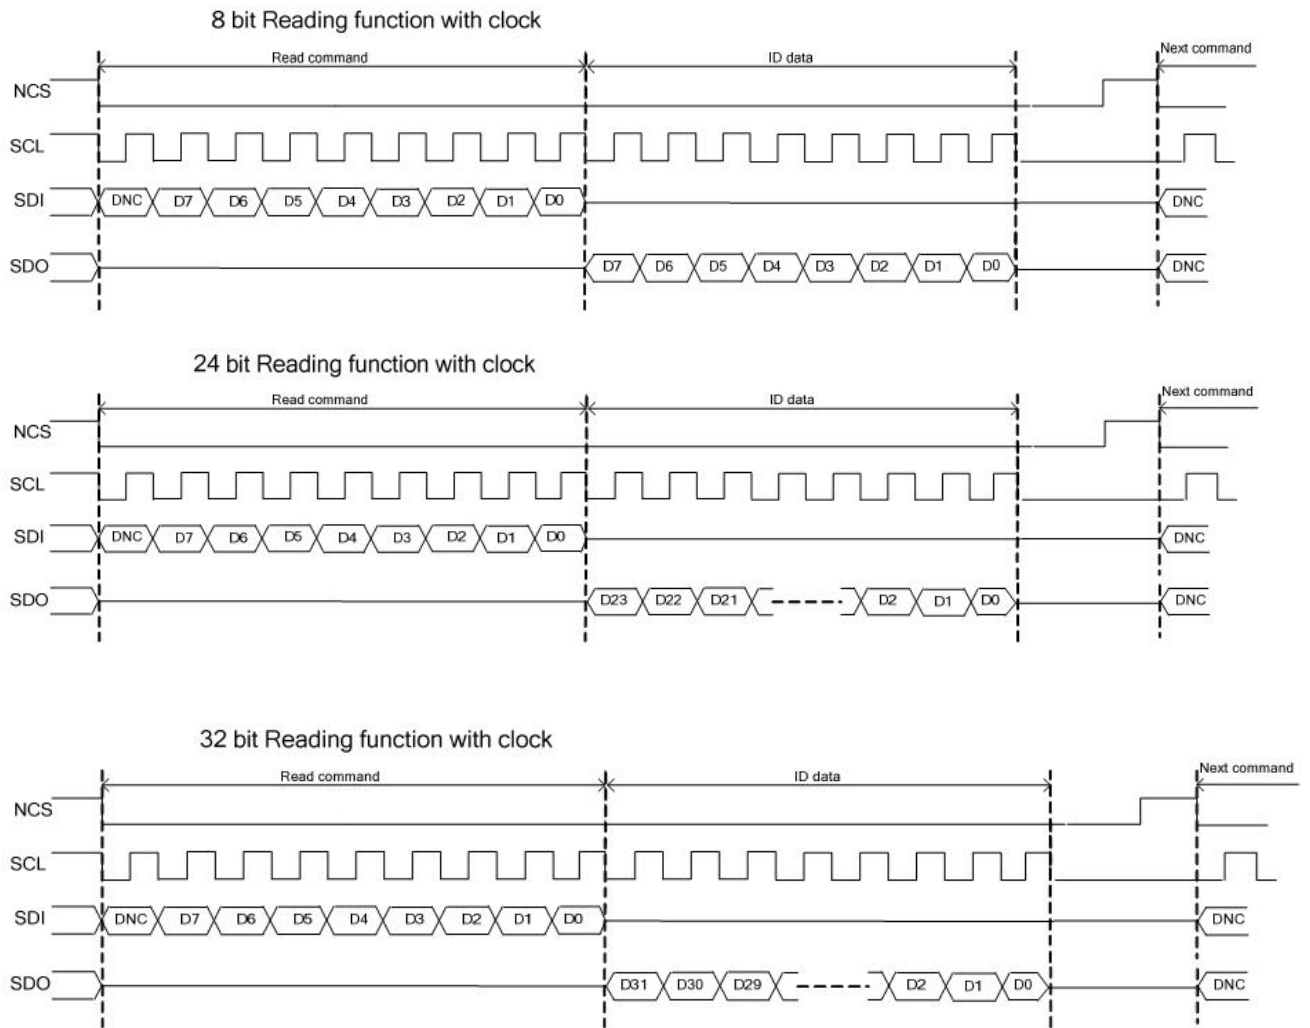 8 bit Reading function with clock
Read command ID data Next command
NCS
SCL
SDI DNC D7 D6 D5 D4 D3 D2 D1 D0 DNC
SDO D7 D6 D5 D4 D3 D2 D1 D0 DNC
24 bit Reading function with clock
Read command ID data Next command
NCS
SCL
SDI DNC D7 D6 D5 D4 D3 D2 D1 D0 DNC
SDO D23 D22 D21 D2 D1 D0 DNC
32 bit Reading function with clock
Read command ID data Next command
NCS
SCL
SDI DNC D7 D6 D5 D4 D3 D2 D1 D0 DNC
SDO D31 D30 D29 D2 D1 D0 DNC